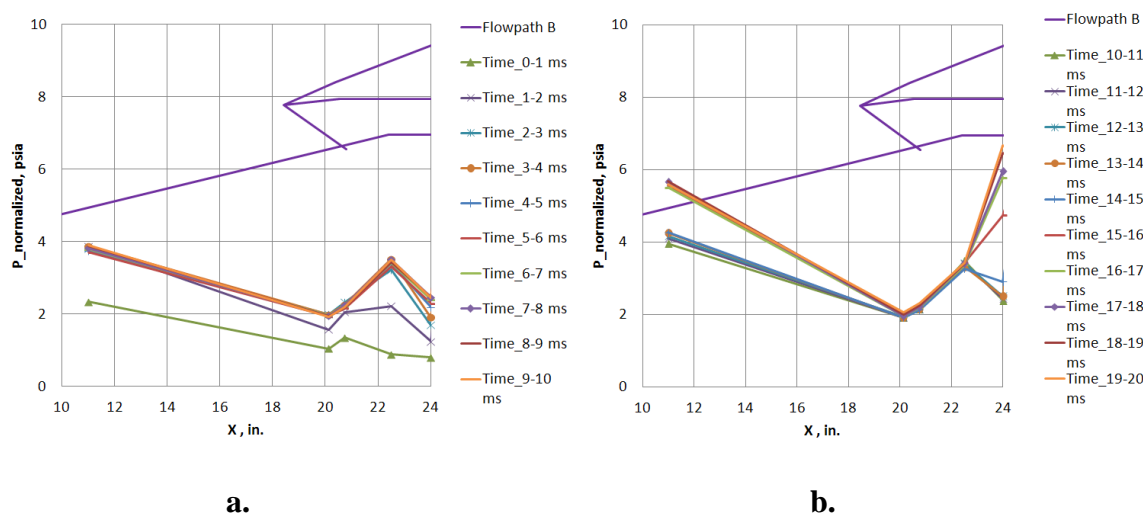 10
8
6
4
2
0
P_normalized, psia
10 12 14 16 18 20 22 24
X , in.
Flowpath B
Time_0-1 ms
Time_1-2 ms
Time_2-3 ms
Time_3-4 ms
Time_4-5 ms
Time_5-6 ms
Time_6-7 ms
Time_7-8 ms
Time_8-9 ms
Time_9-10
ms
a.
10
8
6
4
2
0
P_normalized, psia
10 12 14 16 18 20 22 24
X , in.
Flowpath B
Time_10-11
ms
Time_11-12
ms
Time_12-13
ms
Time_13-14
ms
Time_14-15
ms
Time_15-16
ms
Time_16-17
ms
Time_17-18
ms
Time_18-19
ms
Time_19-20
ms
b.